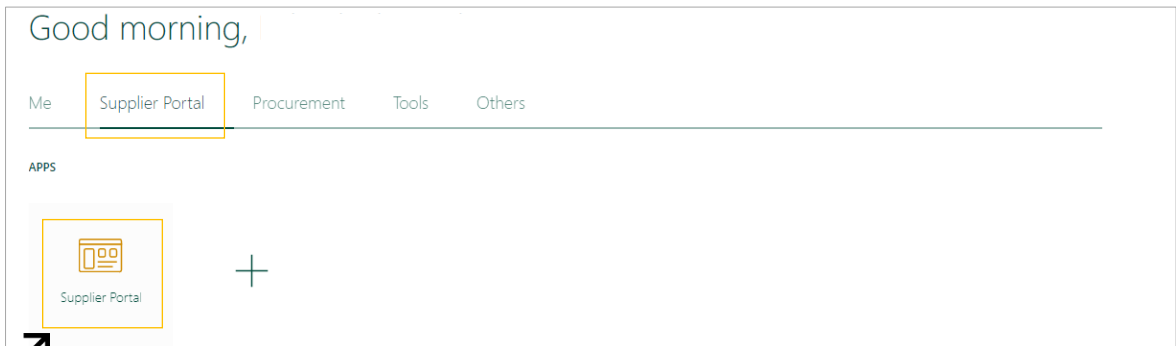 Good morning,
Me Supplier Portal Procurement Tools Others
APPS
Supplier Portal